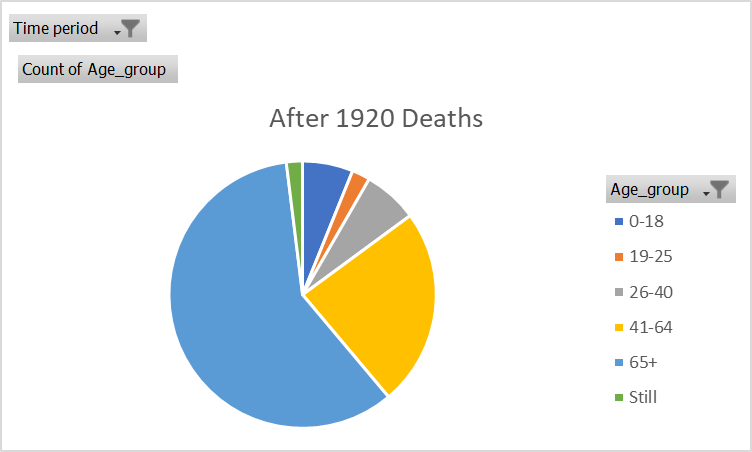 Time period
Count of Age_group
After 1920 Deaths
Age_group
0-18
19-25
26-40
41-64
65+
Still